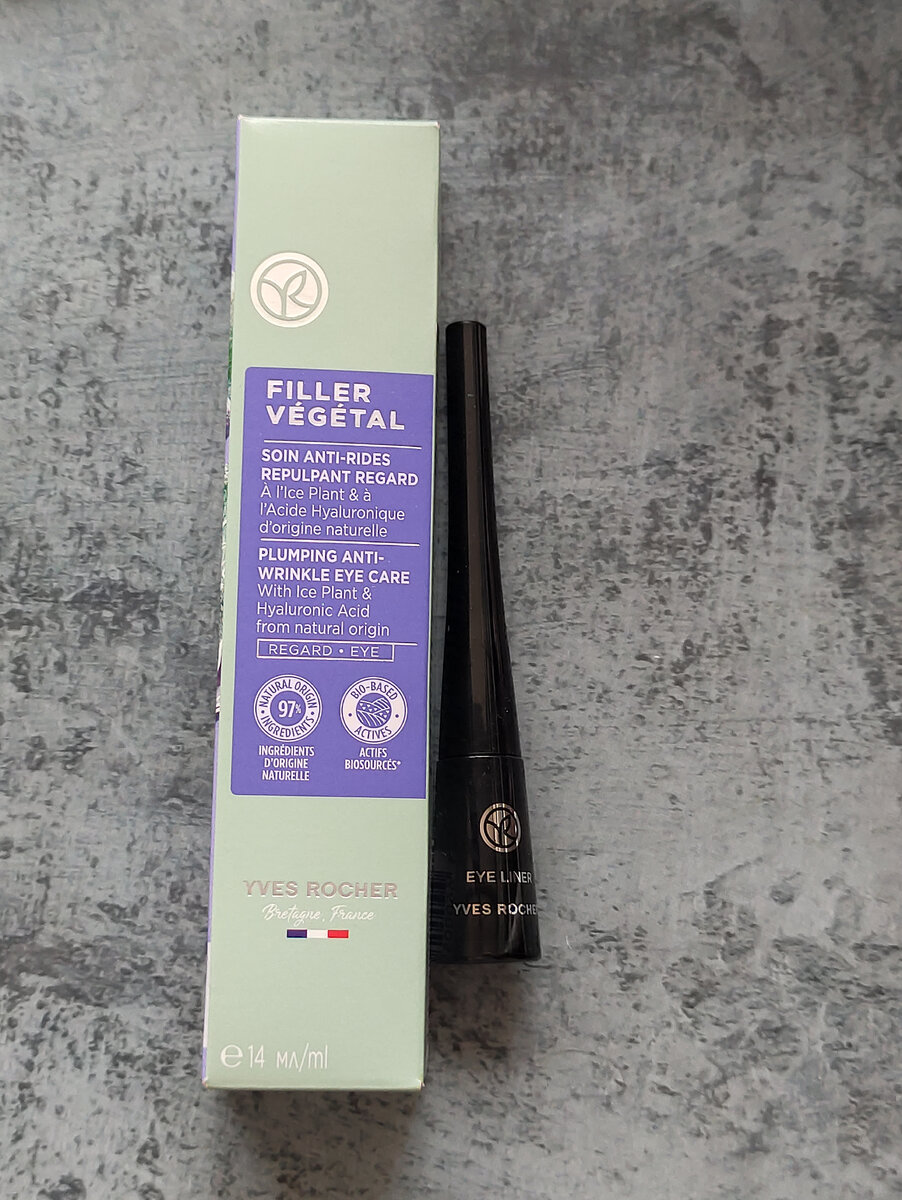 FILLER
VÉGÉTAL
SOIN ANTI-RIDES
REPULPANT REGARD
À l'Ice Plant & à
l'Acide Hyaluronique
d'origine naturelle
PLUMPING ANTI-
WRINKLE EYE CARE
With Ice Plant &
Hyaluronic Acid
from natural origin
REGARD • EYE
NATURAL ORIGIN
97%
INGREDIENTS
INGRÉDIENTS
D'ORIGINE
NATURELLE
BIO-BASED
ACTIVES
ACTIFS
BIOSOURCÉS*
YVES ROCHER
Bretagne, France
℮14 мл/ml
EYE LINER
YVES ROCHER